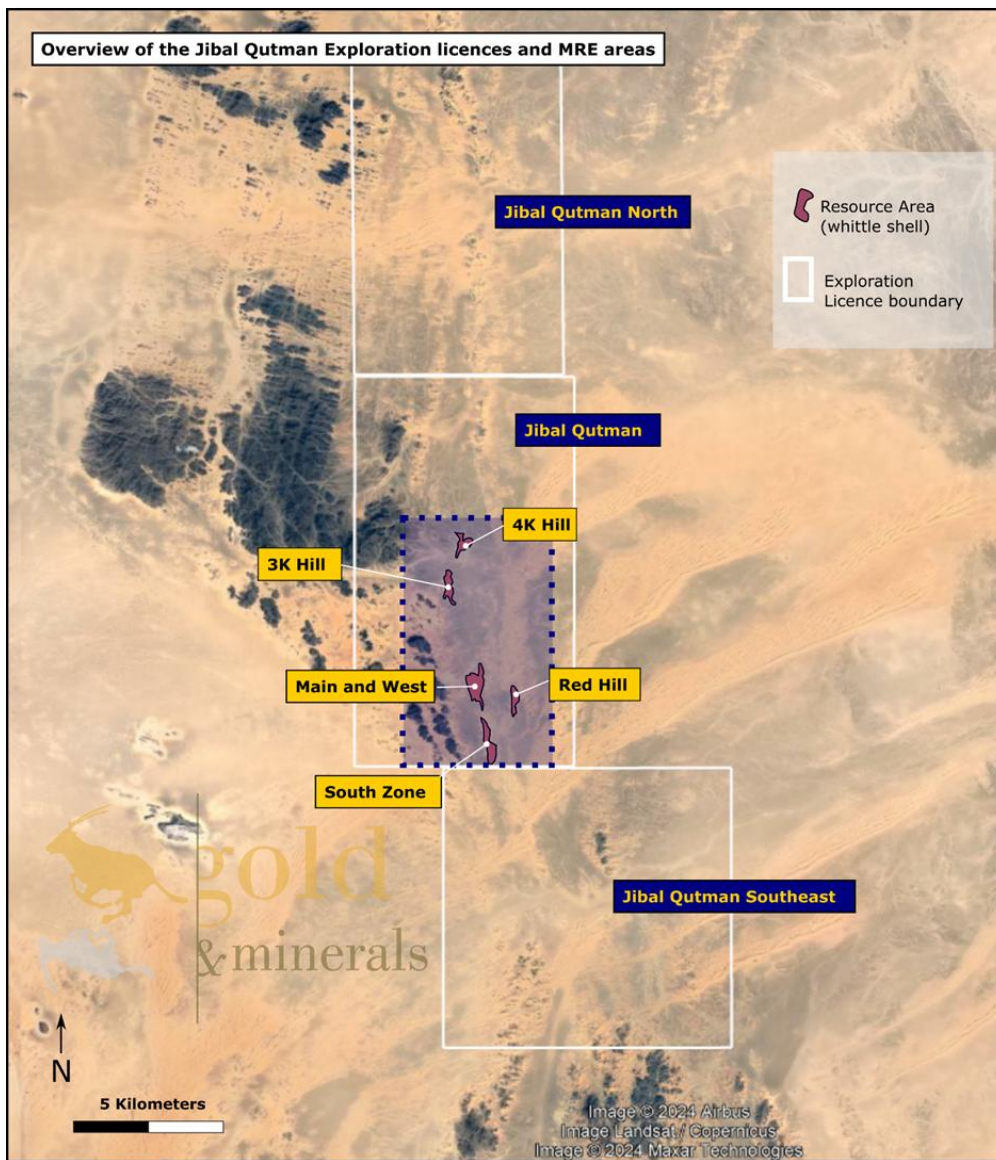 Overview of the Jibal Qutman Exploration licences and MRE areas
Jibal Qutman North
Resource Area
(whittle shell)
Exploration
Licence boundary
Jibal Qutman
4K Hill
3K Hill
Main and West
Red Hill
South Zone
Jibal Qutman Southeast
gold
& minerals
N
5 Kilometers
Image © 2024 Airbus
Image Landsat / Copernicus
Image © 2024 Maxar Technologies